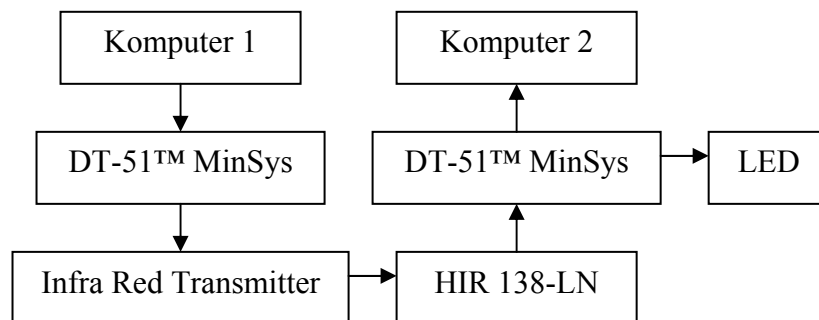 Komputer 1
Komputer 2
DT-51™ MinSys
DT-51™ MinSys
LED
Infra Red Transmitter
HIR 138-LN